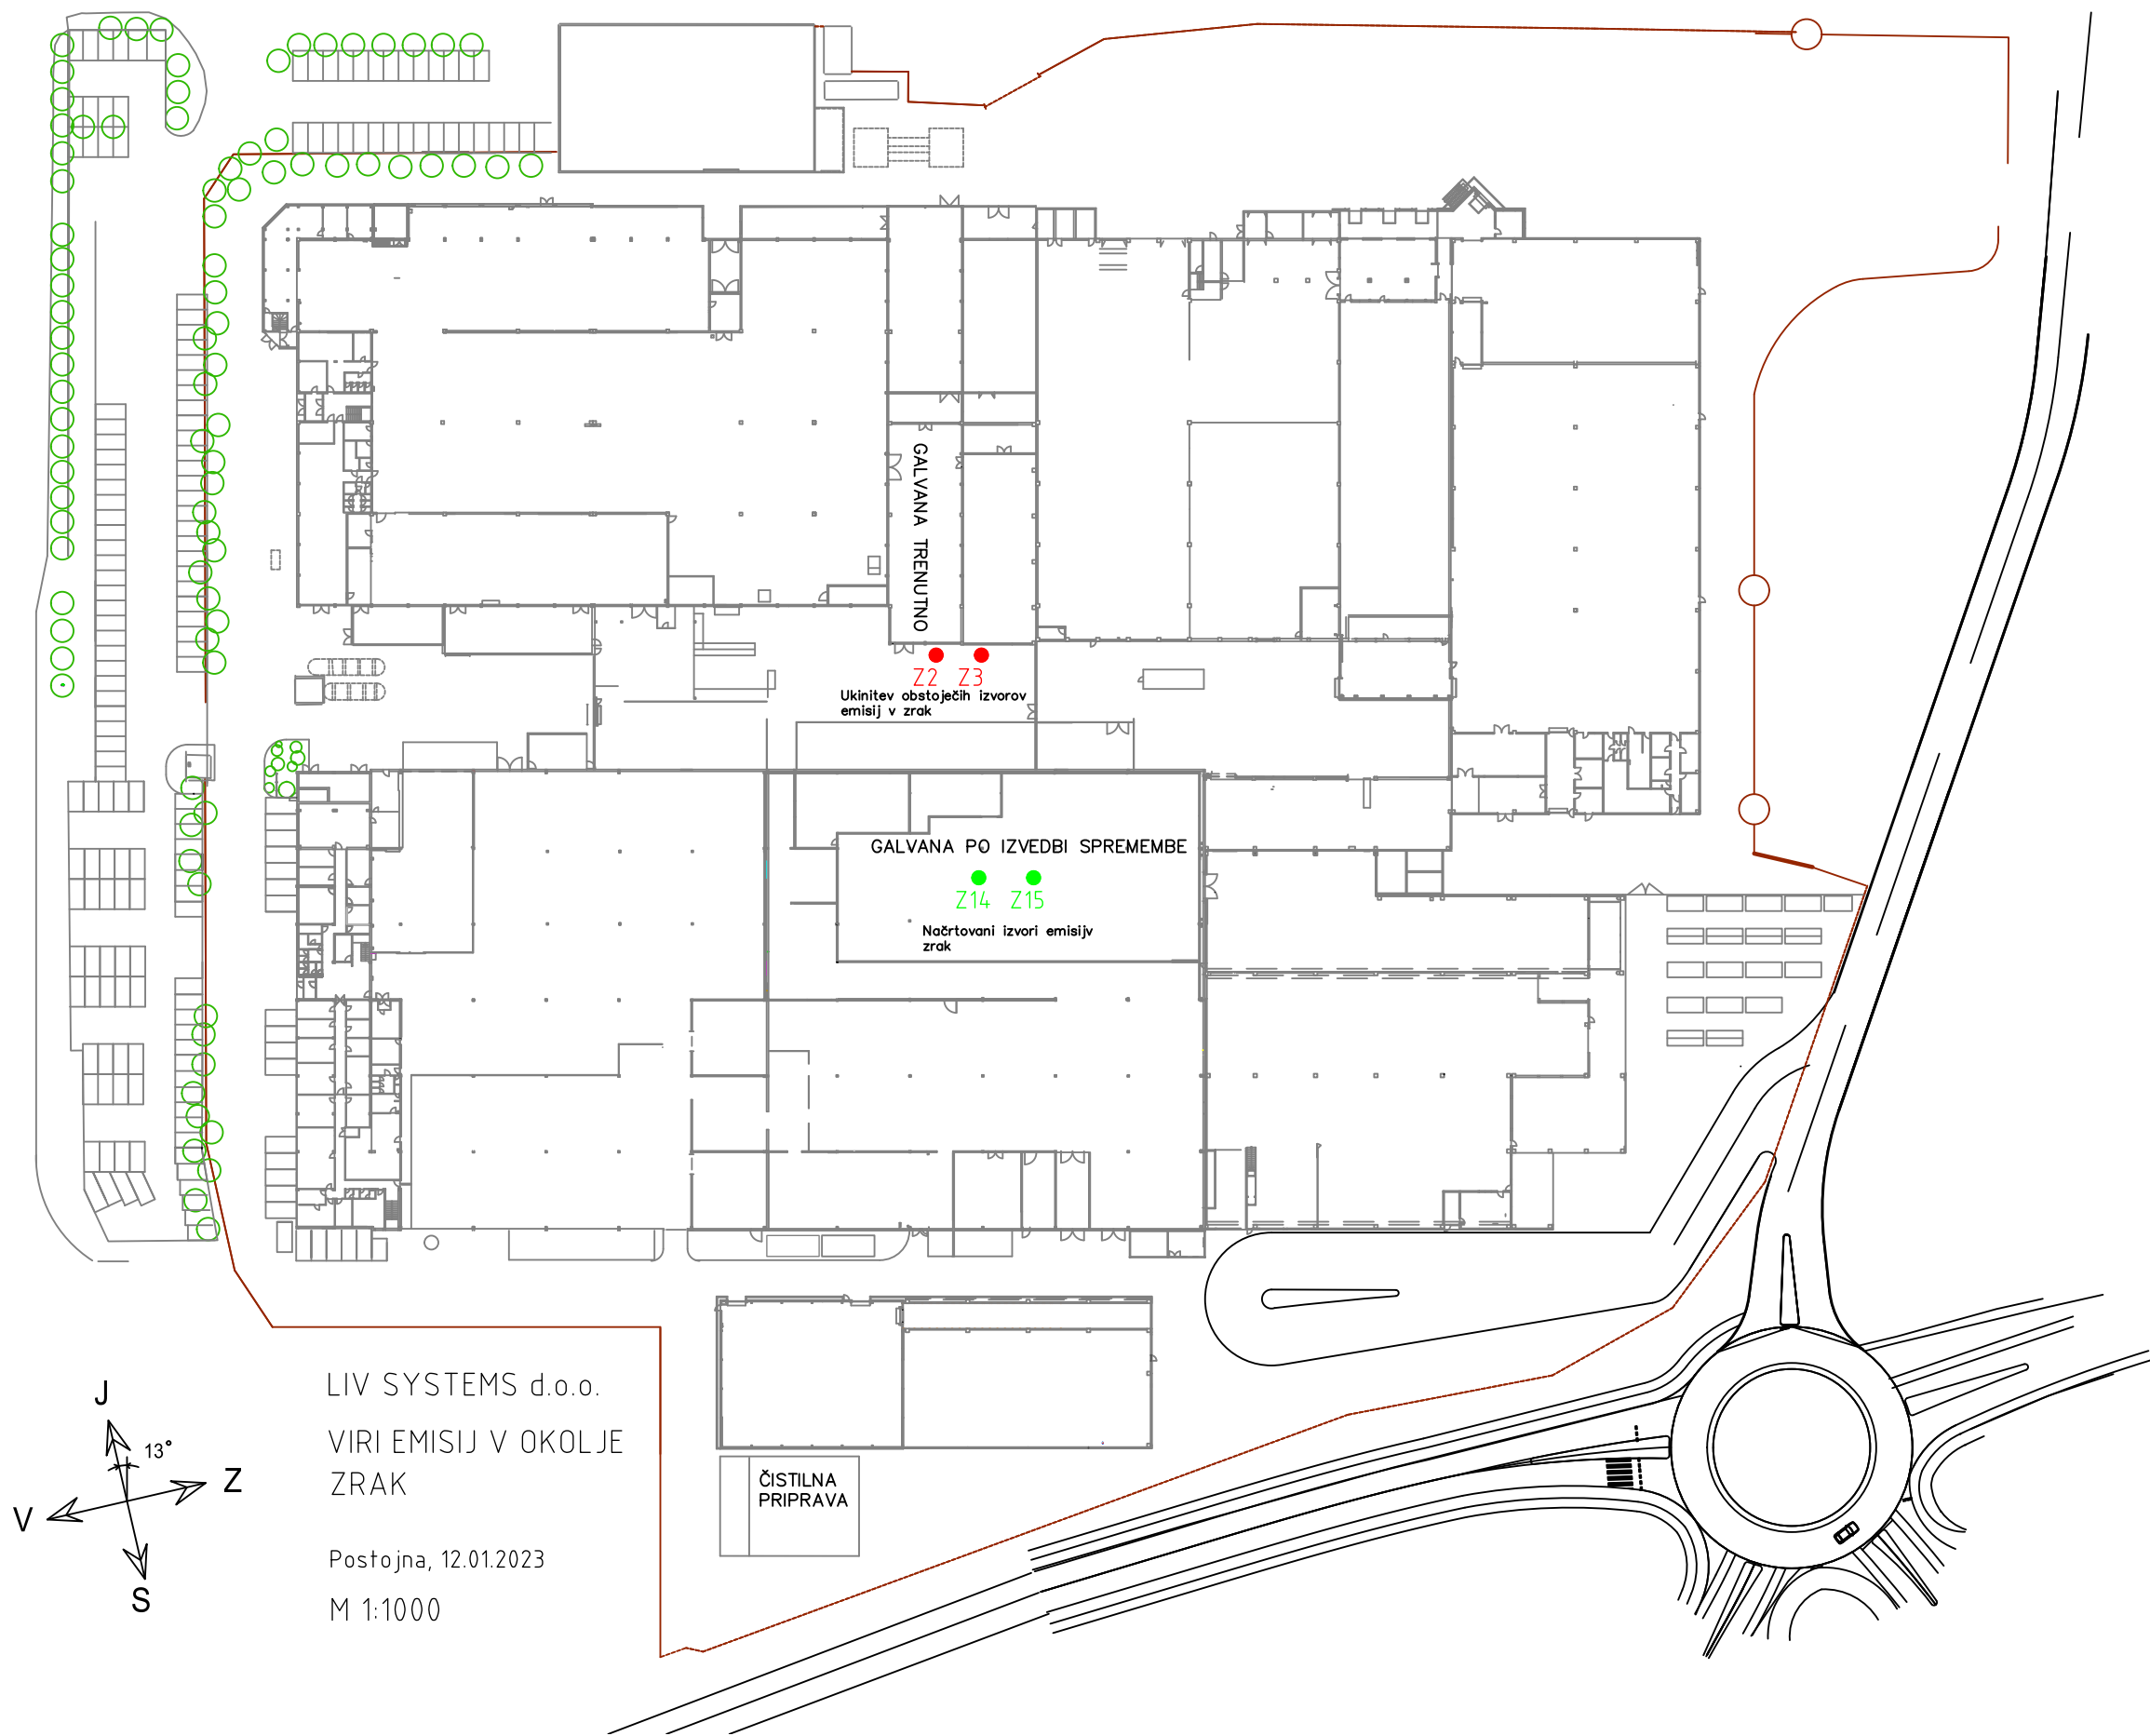 GALVANA TRENUTNO
Z2 Z3
Ukinitev obstoječih izvorov
emisij v zrak
GALVANA PO IZVEDBI SPREMEMBE
Z14 Z15
Načrtovani izvori emisijv
zrak
J
13°
Z
V
S
LIV SYSTEMS d.o.o.
VIRI EMISIJ V OKOLJE
ZRAK
Postojna, 12.01.2023
M 1:1000
ČISTILNA
PRIPRAVA